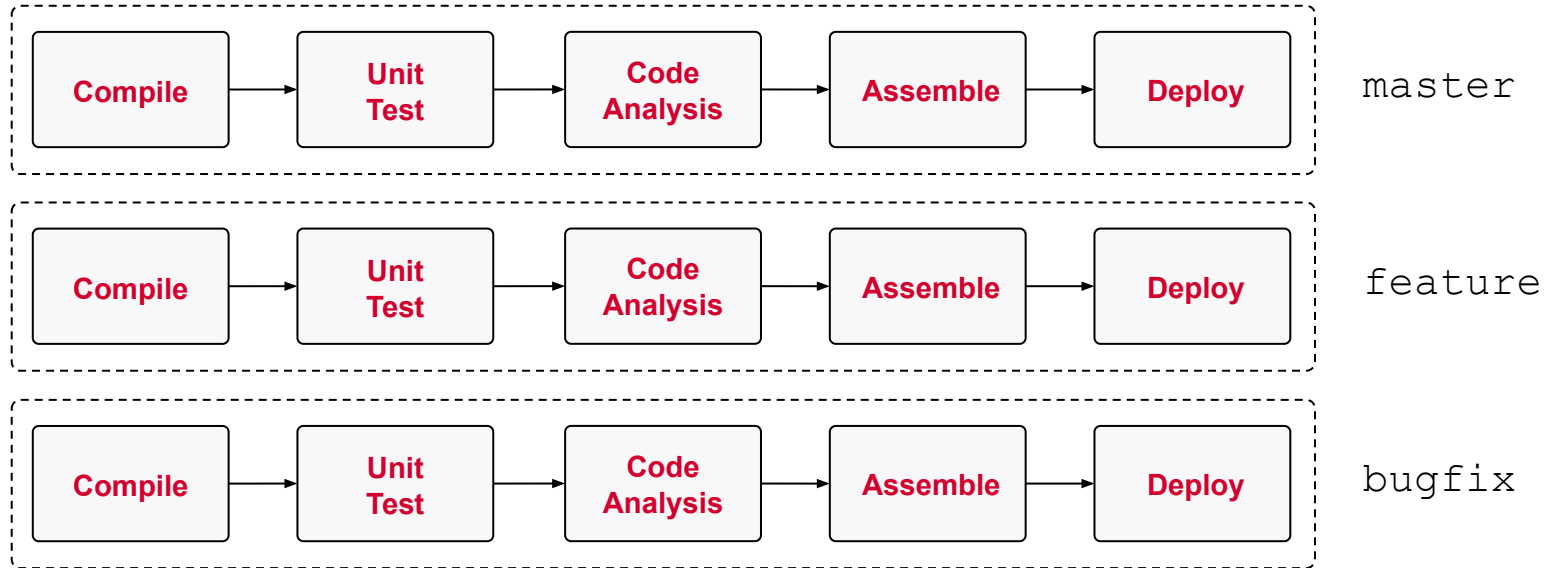 Compile
Unit
Test
Code
Analysis
Assemble
Deploy
master
Compile
Unit
Test
Code
Analysis
Assemble
Deploy
feature
Compile
Unit
Test
Code
Analysis
Assemble
Deploy
bugfix